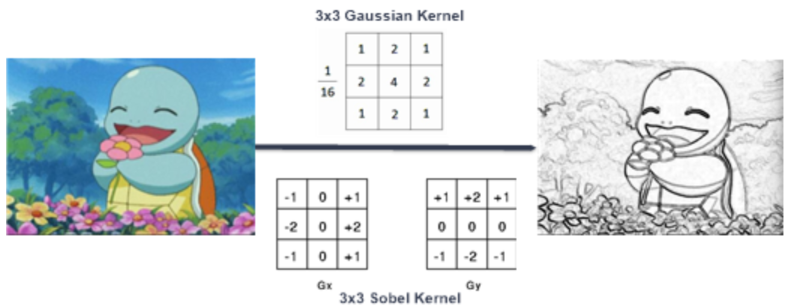 3x3 Gaussian Kernel
1 2 1
1
16
2 4 2
1 2 1
-1 0 +1
-2 0 +2
-1 0 +1
Gx
+1 +2 +1
0 0 0
-1 -2 -1
Gy
3x3 Sobel Kernel